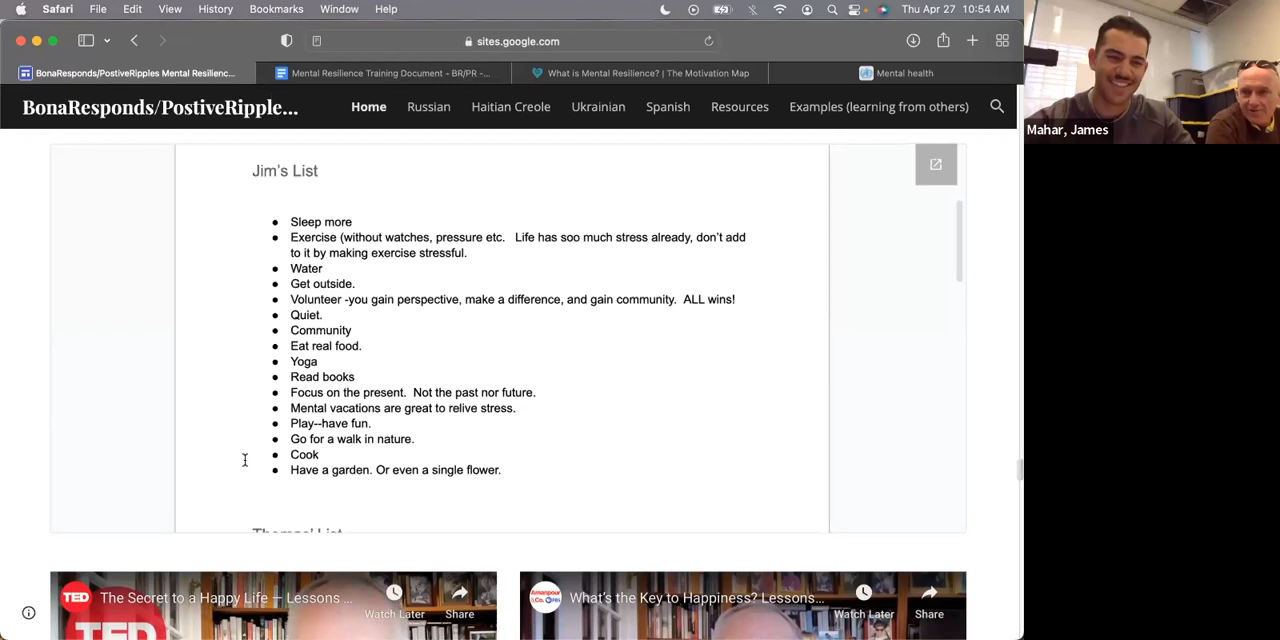 Safari File Edit View History Bookmarks Window Help Thu Apr 27 10:54 AM
sites.google.com
BonaResponds/PostiveRipples Mental Resilienc... Mental Resilience Training Document - BR/PR -... What is Mental Resilience? | The Motivation Map Mental health
BonaResponds/PostiveRipple... Home Russian Haitian Creole Ukrainian Spanish Resources Examples (learning from others)
Mahar, James
Jim's List
● Sleep more
● Exercise (without watches, pressure etc. Life has soo much stress already, don't add
to it by making exercise stressful.
● Water
● Get outside.
● Volunteer -you gain perspective, make a difference, and gain community. ALL wins!
● Quiet.
● Community
● Eat real food.
● Yoga
● Read books
● Focus on the present. Not the past nor future.
● Mental vacations are great to relive stress.
● Play--have fun.
● Go for a walk in nature.
● Cook
● Have a garden. Or even a single flower.
Thomas' List
TED The Secret to a Happy Life — Lessons ... Watch Later Share
Amanpour &Co. PBS What's the Key to Happiness? Lessons... Watch Later Share
TED